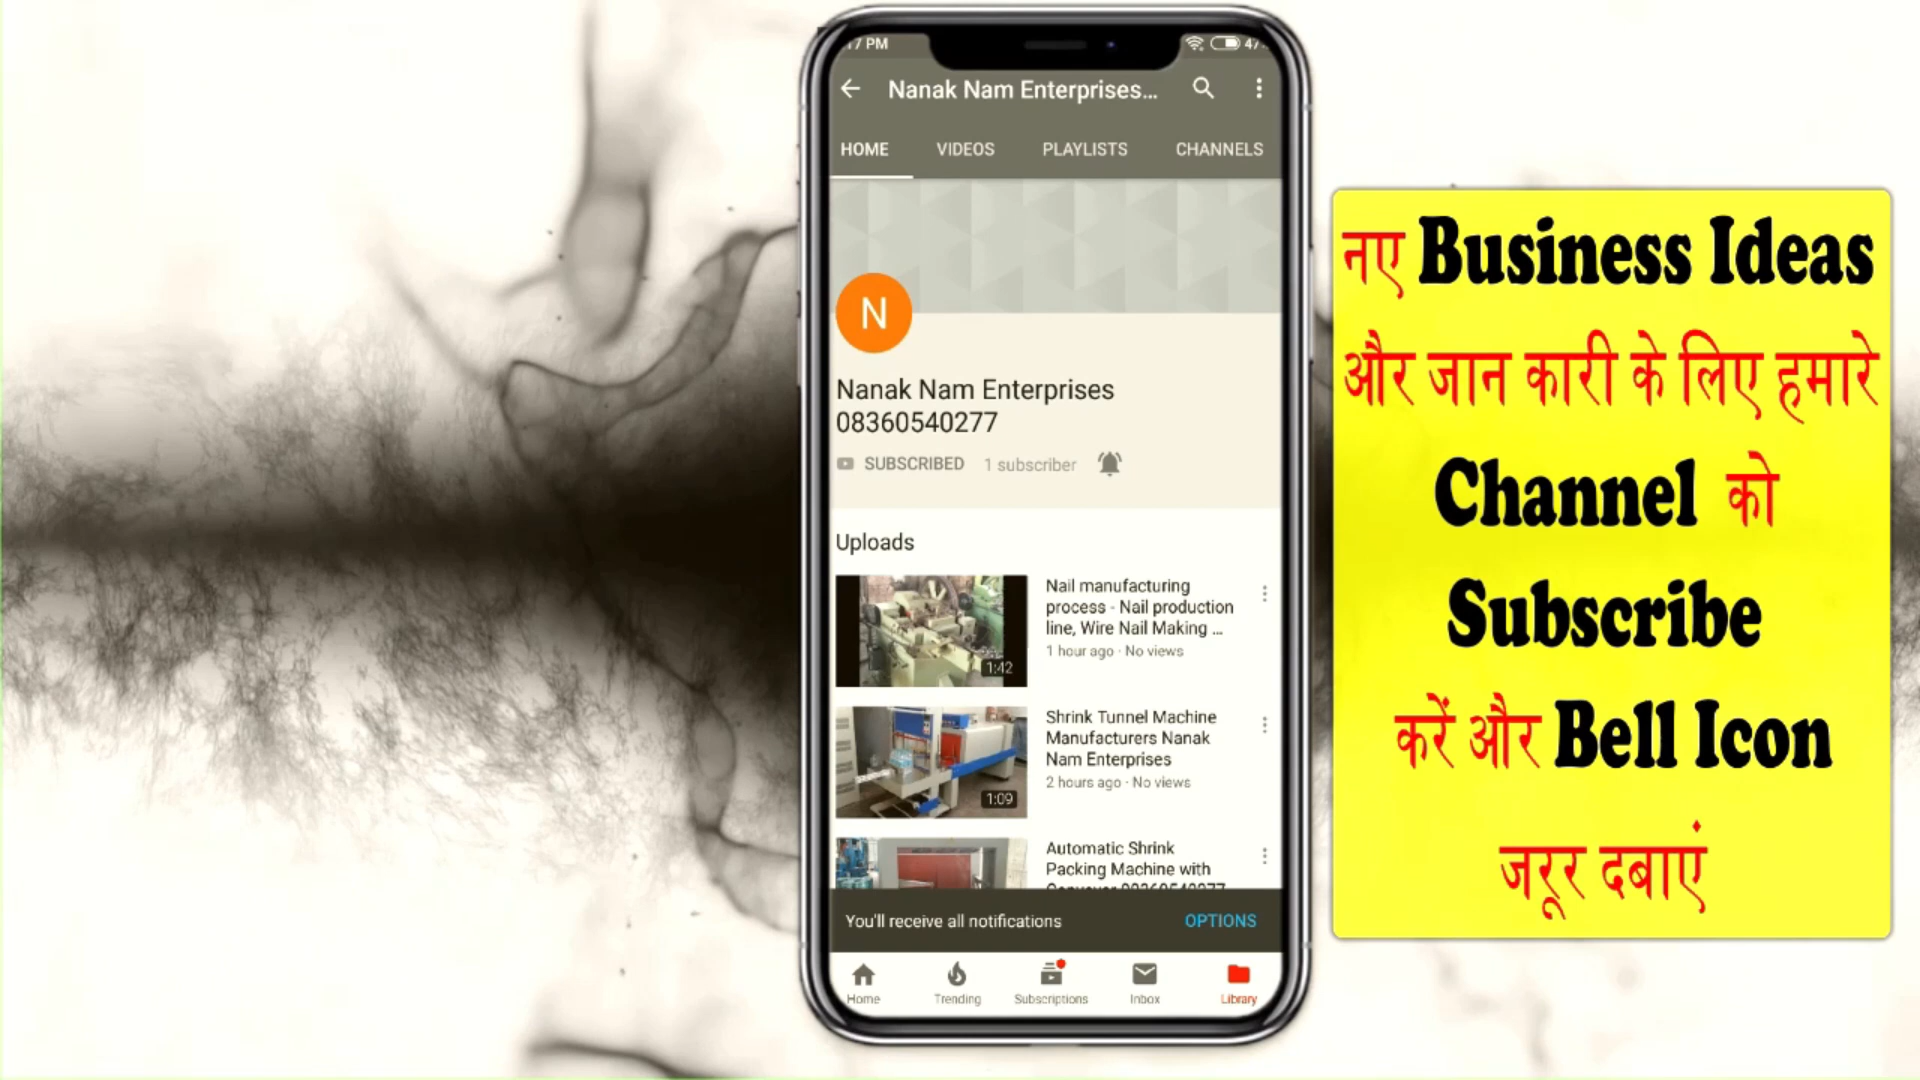 17 PM
47
Nanak Nam Enterprises...
HOME VIDEOS PLAYLISTS CHANNELS
N
Nanak Nam Enterprises
08360540277
SUBSCRIBED 1 subscriber
Uploads
Nail manufacturing
process - Nail production
line, Wire Nail Making ...
1 hour ago · No views
1:42
Shrink Tunnel Machine
Manufacturers Nanak
Nam Enterprises
2 hours ago · No views
1:09
Automatic Shrink
Packing Machine with
You'll receive all notifications OPTIONS
Home Trending Subscriptions Inbox Library
नए Business Ideas
और जान कारी के लिए हमारे
Channel को
Subscribe
करें और Bell Icon
जरूर दबाएं